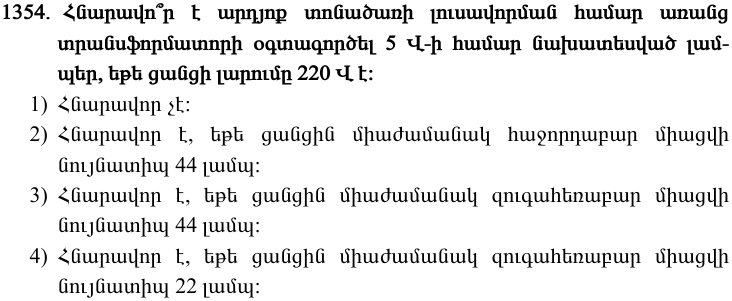 1354. Հնարավո՞ր է արդյոք տոնածառի լուսավորման համար առանց
տրանսֆորմատորի օգտագործել 5 Վ-ի համար նախատեսված լամ-
պեր, եթե ցանցի լարումը 220 Վ է:
1) Հնարավոր չէ:
2) Հնարավոր է, եթե ցանցին միաժամանակ հաջորդաբար միացվի
նույնատիպ 44 լամպ:
3) Հնարավոր է, եթե ցանցին միաժամանակ զուգահեռաբար միացվի
նույնատիպ 44 լամպ:
4) Հնարավոր է, եթե ցանցին միաժամանակ զուգահեռաբար միացվի
նույնատիպ 22 լամպ: